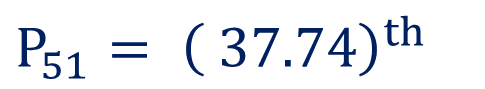 P₅₁ = ( 37.74)ᵗʰ